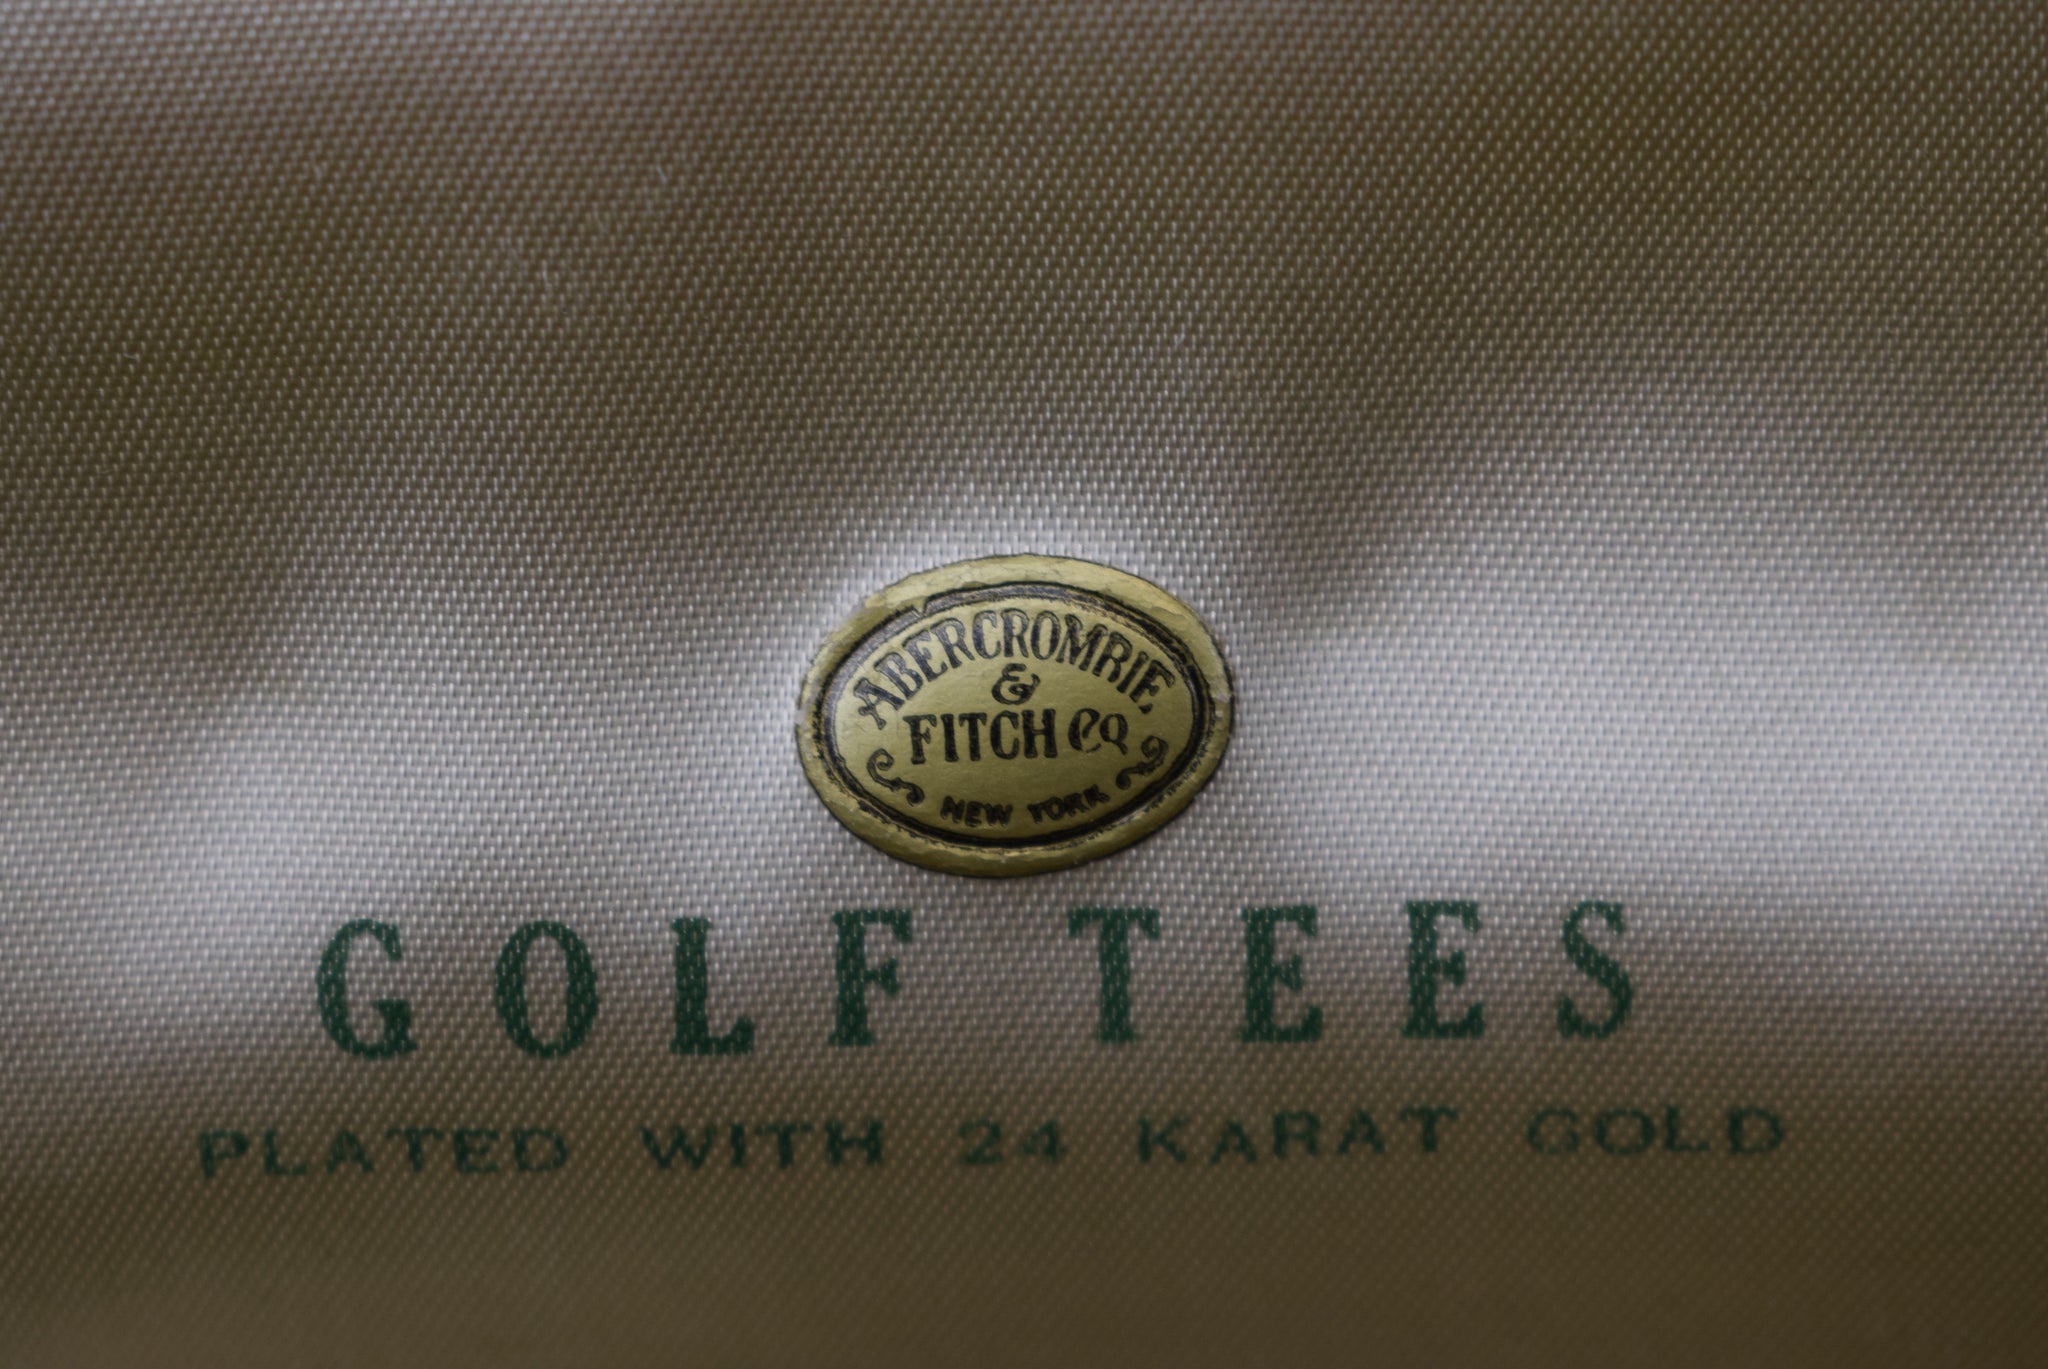 ABERCROMBIE
&
FITCH Co
NEW YORK
GOLF TEES
PLATED WITH 24 KARAT GOLD